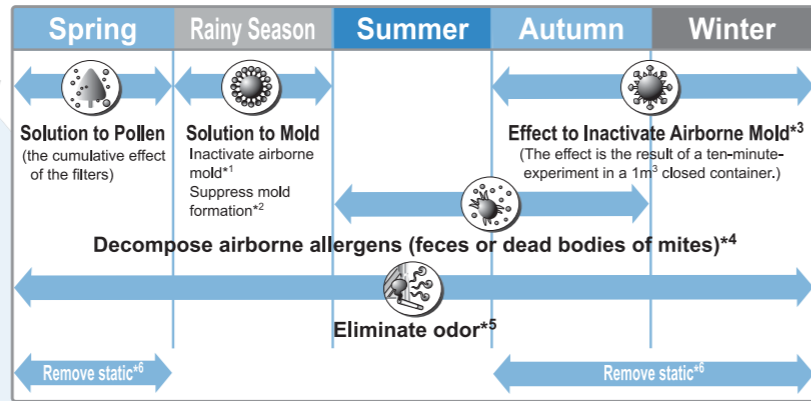 Spring Rainy Season Summer Autumn Winter
Solution to Pollen
(the cumulative effect
of the filters)
Solution to Mold
Inactivate airborne
mold*1
Suppress mold
formation*2
Effect to Inactivate Airborne Mold*3
(The effect is the result of a ten-minute-
experiment in a 1m³ closed container.)
Decompose airborne allergens (feces or dead bodies of mites)*4
Eliminate odor*5
Remove static*6 Remove static*6